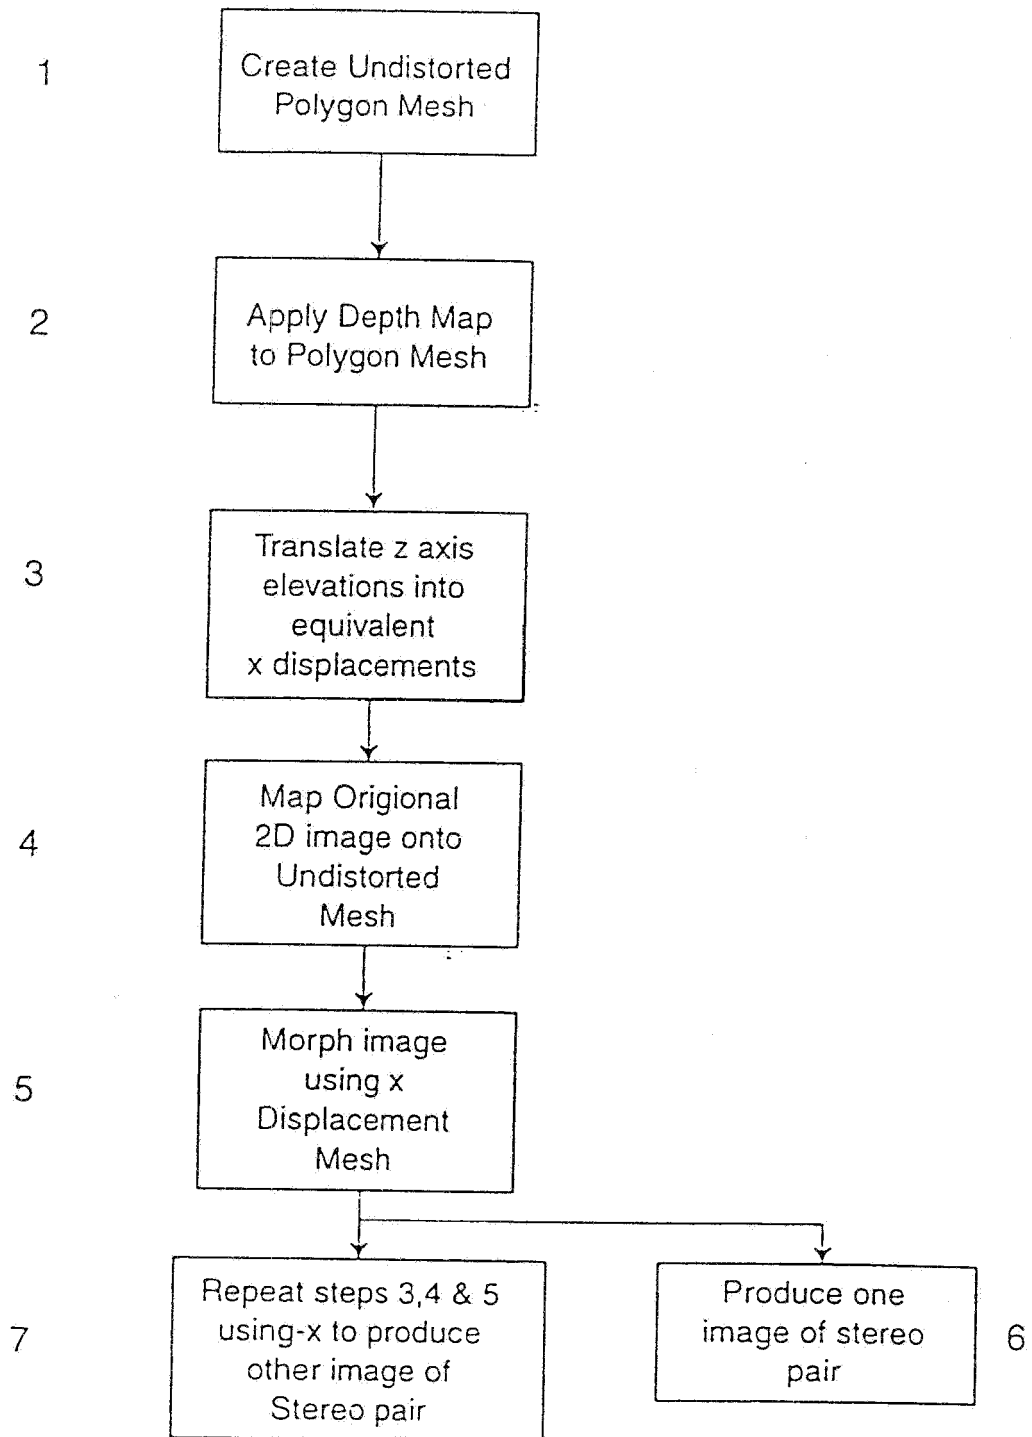 1
Create Undistorted
Polygon Mesh
2
Apply Depth Map
to Polygon Mesh
3
Translate z axis
elevations into
equivalent
x displacements
4
Map Origional
2D image onto
Undistorted
Mesh
5
Morph image
using x
Displacement
Mesh
7
Repeat steps 3,4 & 5
using-x to produce
other image of
Stereo pair
Produce one
image of stereo
pair
6